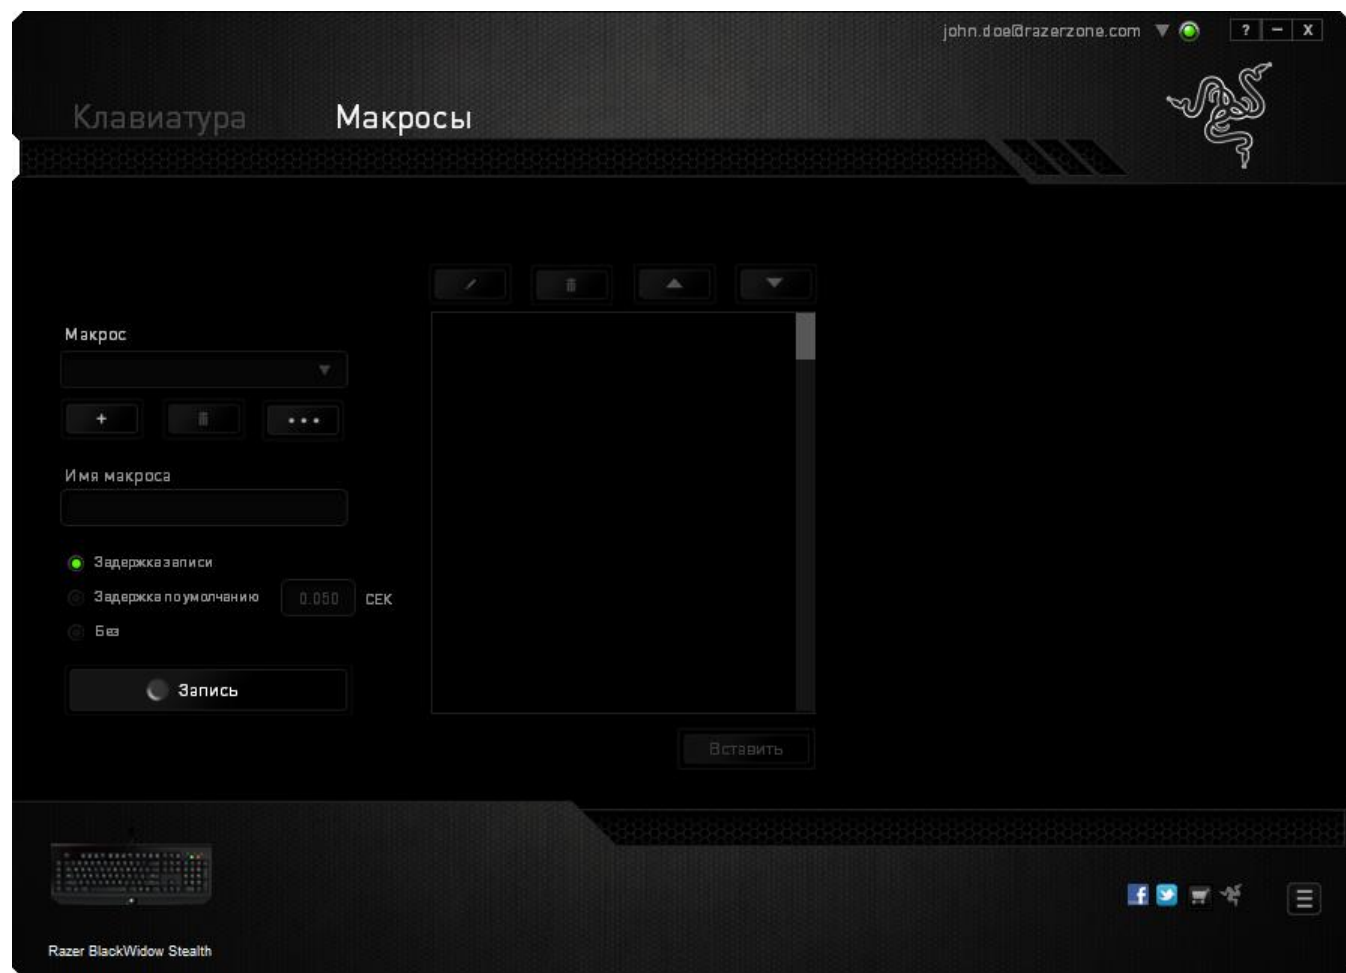 john.doe@razerzone.com
? − X
Клавиатура
Макросы
Макрос
+
Имя макроса
Задержка записи
Задержка по умолчанию 0.050 СЕК
Без
Запись
Вставить
Razer BlackWidow Stealth